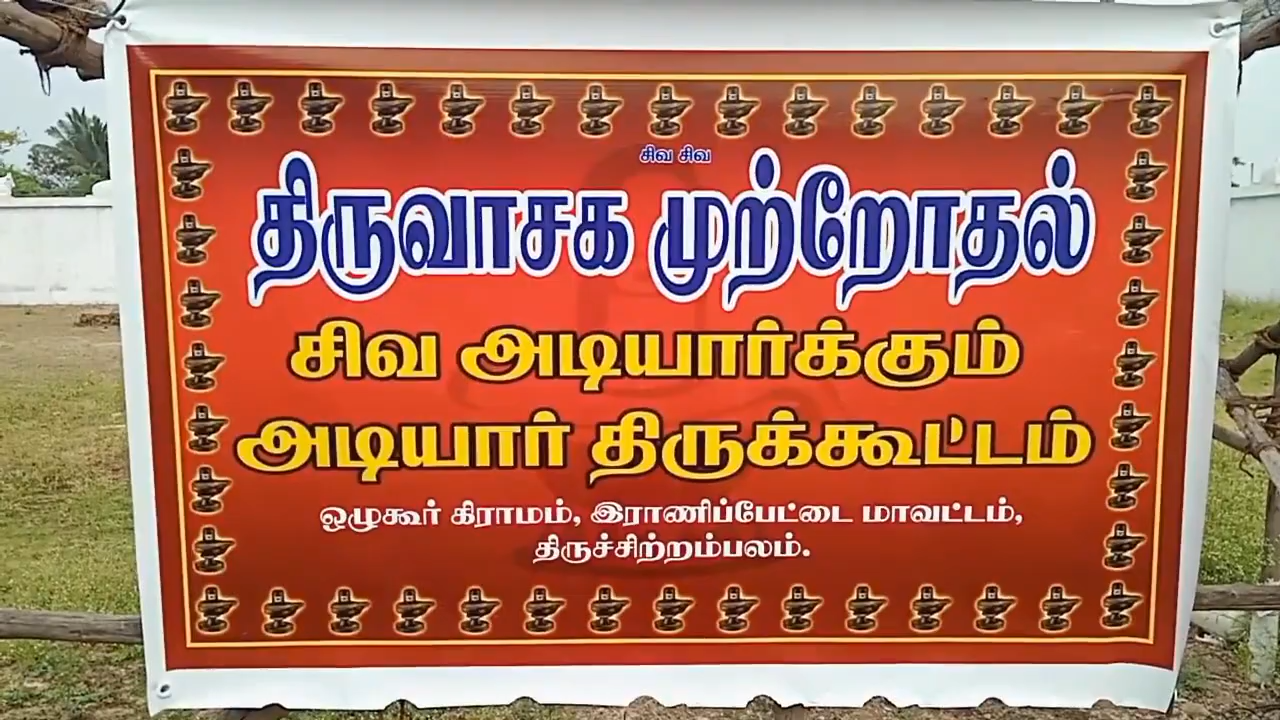 சிவ சிவ
திருவாசக முற்றோதல்
சிவ அடியார்க்கும்
அடியார் திருக்கூட்டம்
ஒழுகூர் கிராமம், இராணிப்பேட்டை மாவட்டம்,
திருச்சிற்றம்பலம்.